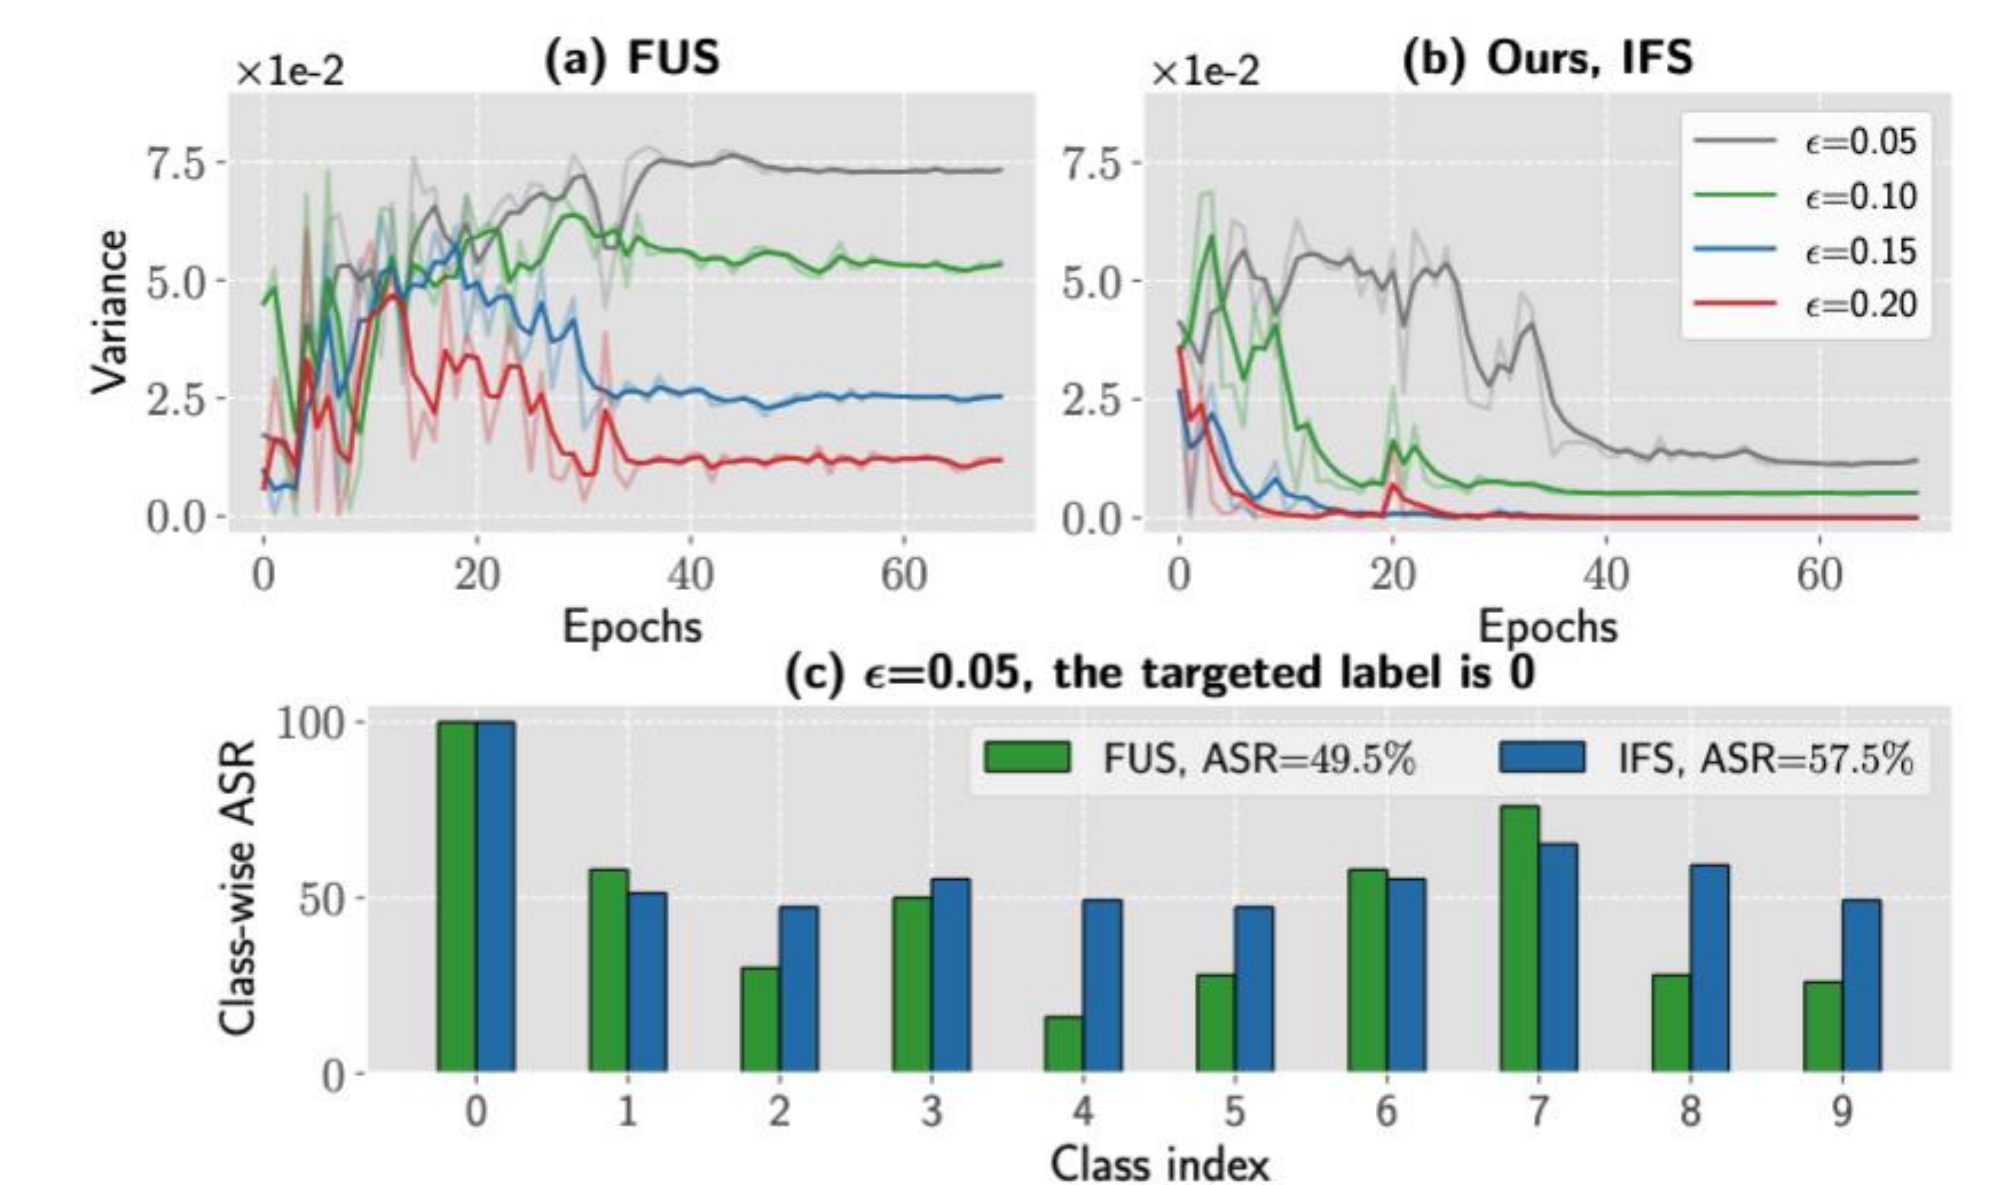 (a) FUS
×1e-2
Variance
7.5
5.0
2.5
0.0
0 20 40 60
Epochs
(b) Ours, IFS
×1e-2
ϵ=0.05
ϵ=0.10
ϵ=0.15
ϵ=0.20
7.5
5.0
2.5
0.0
0 20 40 60
Epochs
(c) ϵ=0.05, the targeted label is 0
FUS, ASR=49.5% IFS, ASR=57.5%
Class-wise ASR
100
50
0
0 1 2 3 4 5 6 7 8 9
Class index